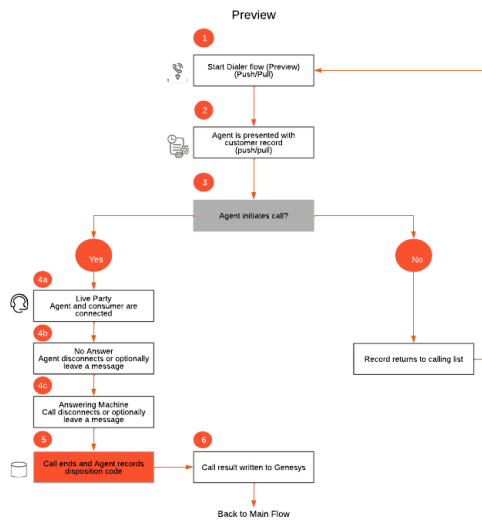 Preview
1
Start Dialer flow (Preview)
(Push/Pull)
2
Agent is presented with
customer record
(push/pull)
3
Agent initiates call?
Yes
No
4a
Live Party
Agent and consumer are
connected
4b
No Answer
Agent disconnects or optionally
leave a message
Record returns to calling list
4c
Answering Machine
Call disconnects or optionally
leave a message
5
Call ends and Agent records
disposition code
6
Call result written to Genesys
Back to Main Flow